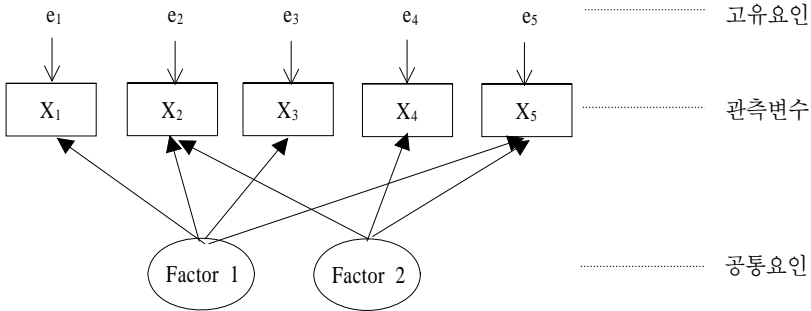 e₁ e₂ e₃ e₄ e₅ 고유요인
X₁ X₂ X₃ X₄ X₅ 관측변수
Factor 1 Factor 2 공통요인